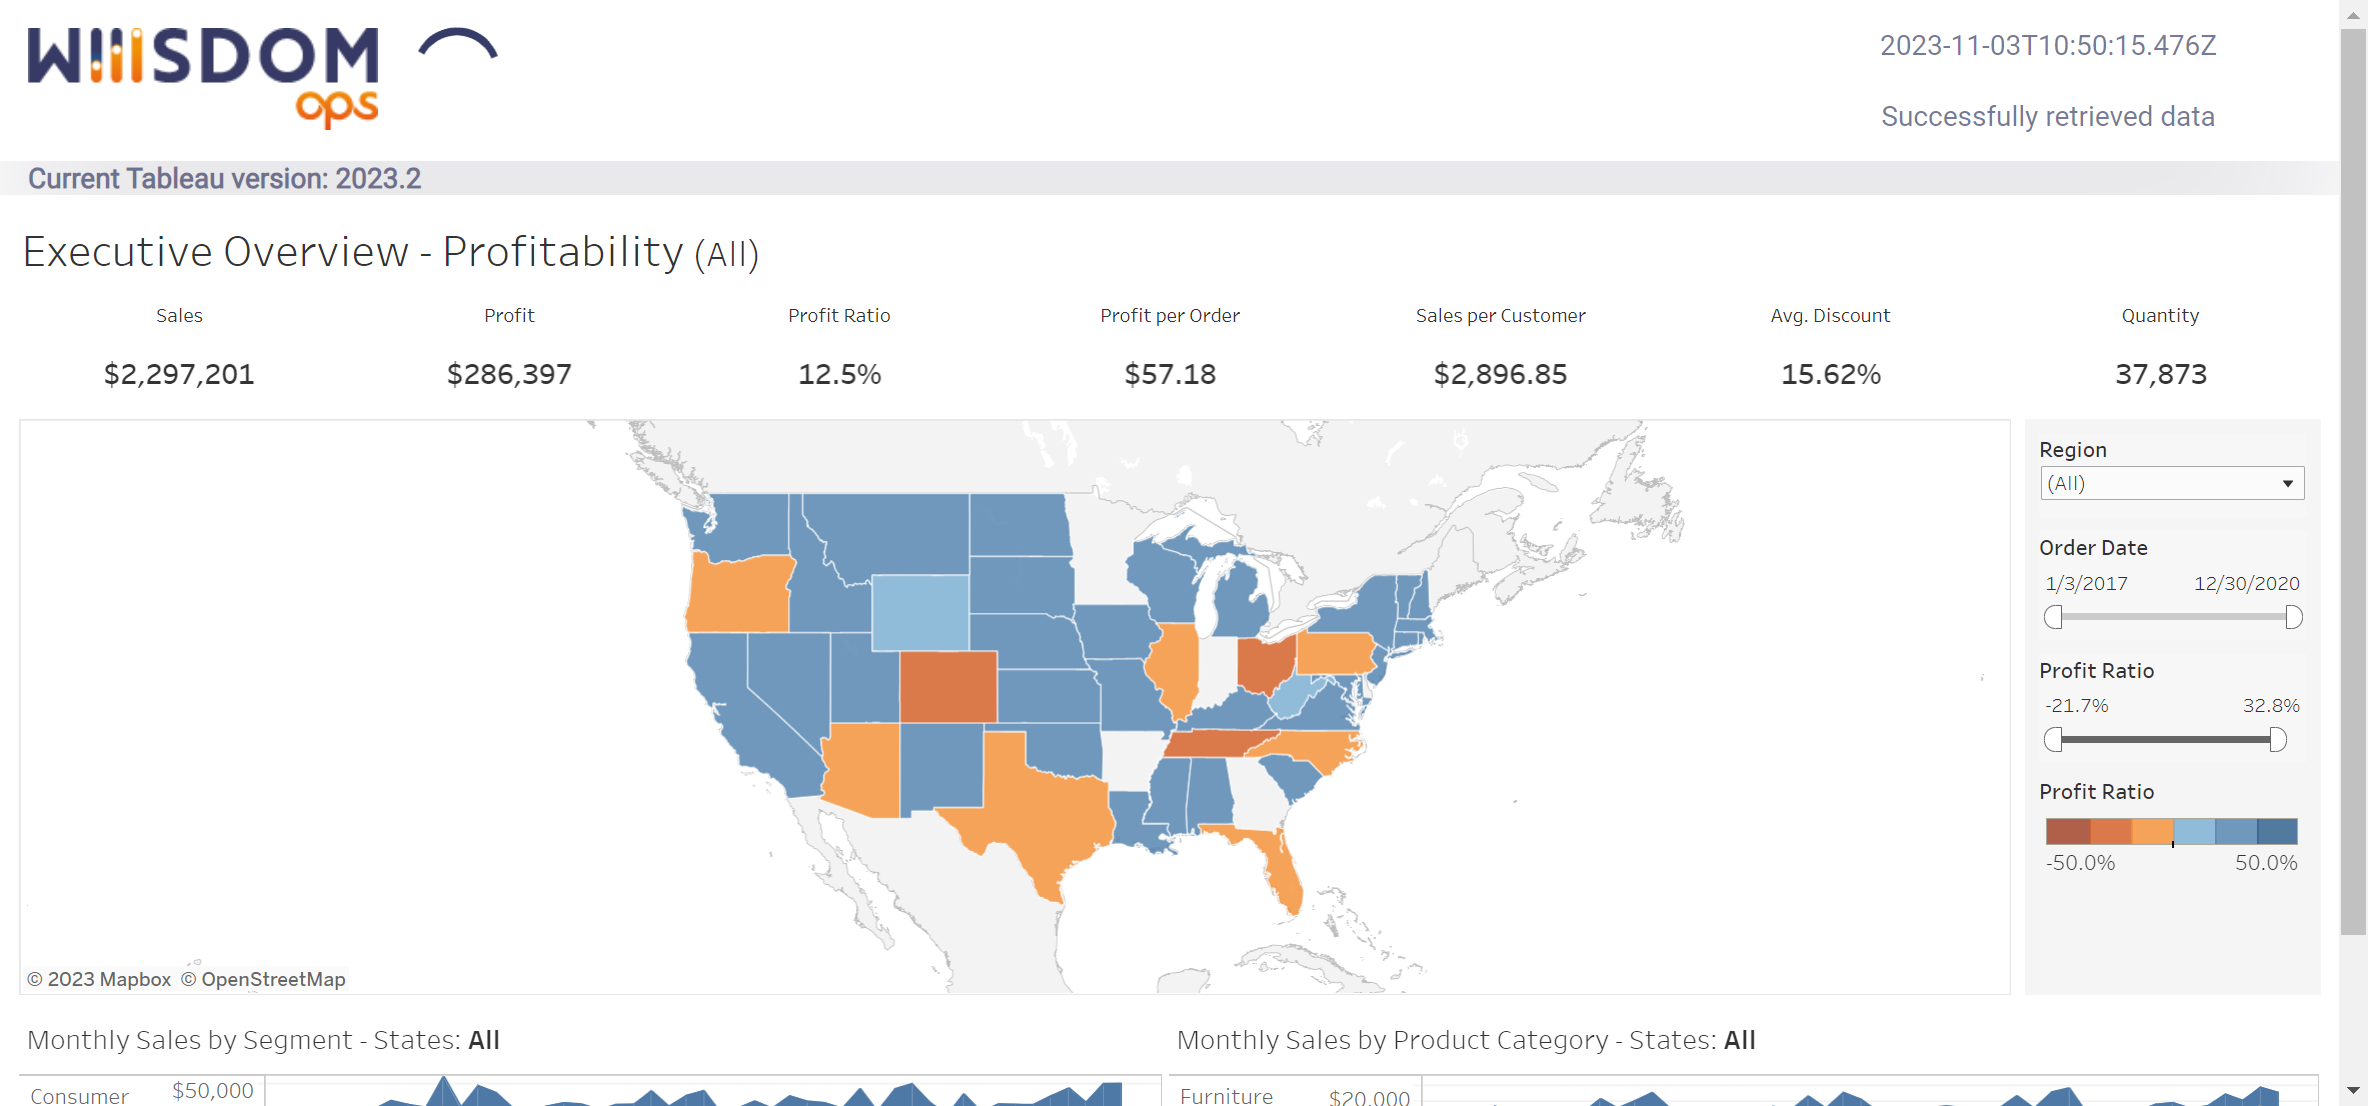 WIIISDOM
ops
2023-11-03T10:50:15.476Z
Successfully retrieved data
Current Tableau version: 2023.2
Executive Overview - Profitability (All)
Sales Profit Profit Ratio Profit per Order Sales per Customer Avg. Discount Quantity
$2,297,201 $286,397 12.5% $57.18 $2,896.85 15.62% 37,873
Region
(All)
Order Date
1/3/2017 12/30/2020
Profit Ratio
-21.7% 32.8%
Profit Ratio
-50.0% 50.0%
© 2023 Mapbox © OpenStreetMap
Monthly Sales by Segment - States: All
Consumer $50,000
Monthly Sales by Product Category - States: All
Furniture $20,000